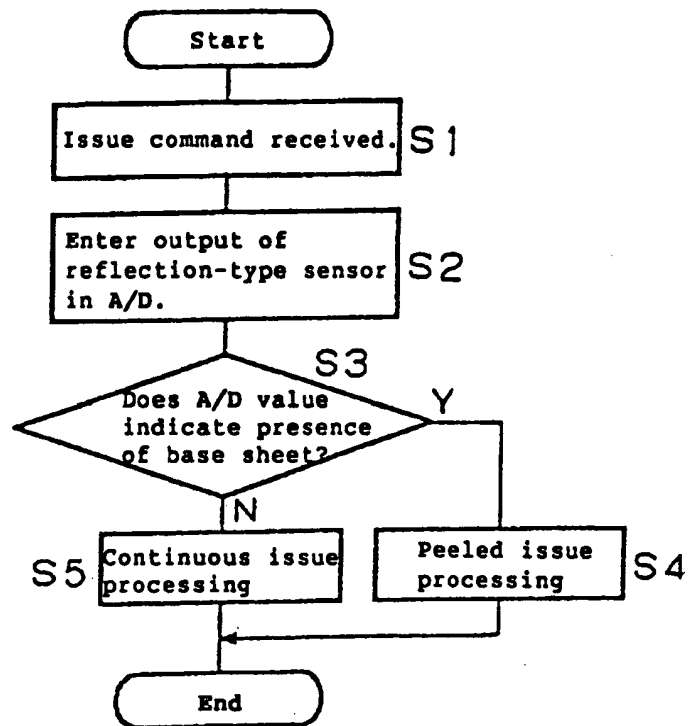 Start
Issue command received. S1
Enter output of
reflection-type sensor S2
in A/D.
S3
Does A/D value
indicate presence
of base sheet?
Y
N
S5 Continuous issue
processing
Peeled issue
processing S4
End